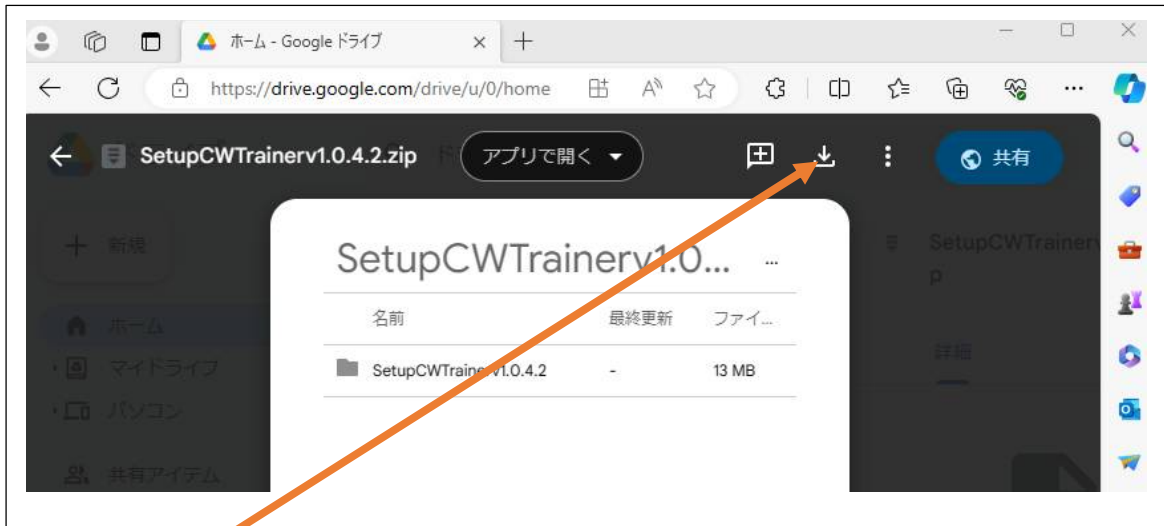 ホーム - Google ドライブ
https://drive.google.com/drive/u/0/home
SetupCWTrainerv1.0.4.2.zip
アプリで開く
共有
新規
SetupCWTrainerv1.0...
SetupCWTrainerv
p
名前 最終更新 ファイ...
ホーム
SetupCWTrainerv1.0.4.2 - 13 MB
詳細
マイドライブ
パソコン
共有アイテム